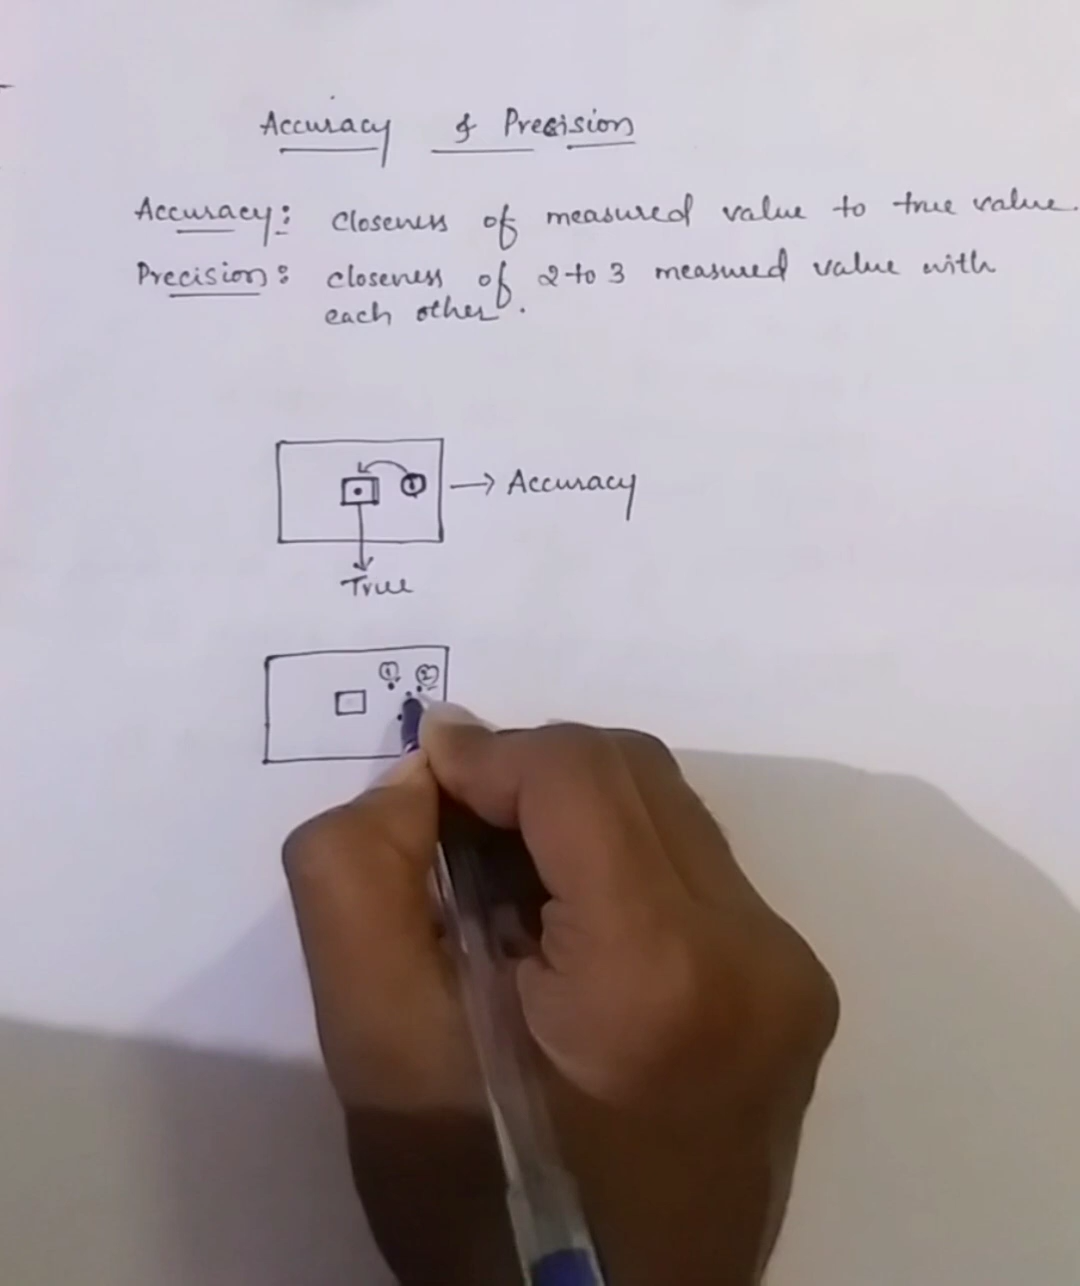 Accuracy & Precision
Accuracy: closeness of measured value to true value.
Precision: closeness of 2 to 3 measured value with
each other.
1 → Accuracy
True
1 2